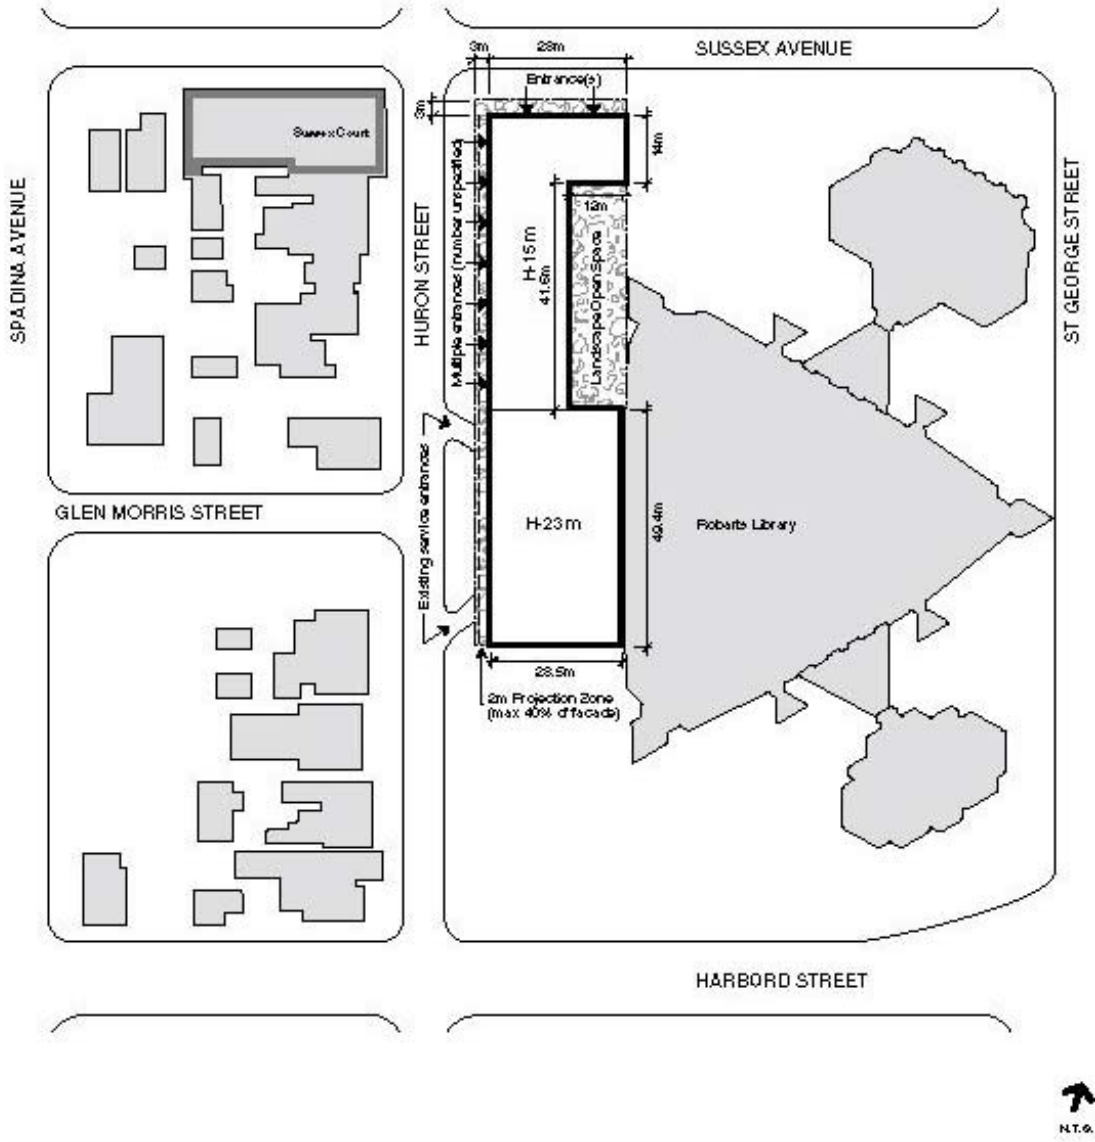 3m
28m
SUSSEX AVENUE
Entrance(s)
3m
Sussex Court
14m
SPADINA AVENUE
HURON STREET
Multiple entrances (number unspecified)
12m
H-15m
41.6m
Landscape Open Space
ST GEORGE STREET
GLEN MORRIS STREET
Existing service entrances
H-23m
49.4m
Robarts Library
28.5m
2m Projection Zone
(max 40% of facade)
HARBORD STREET
N.T.S.